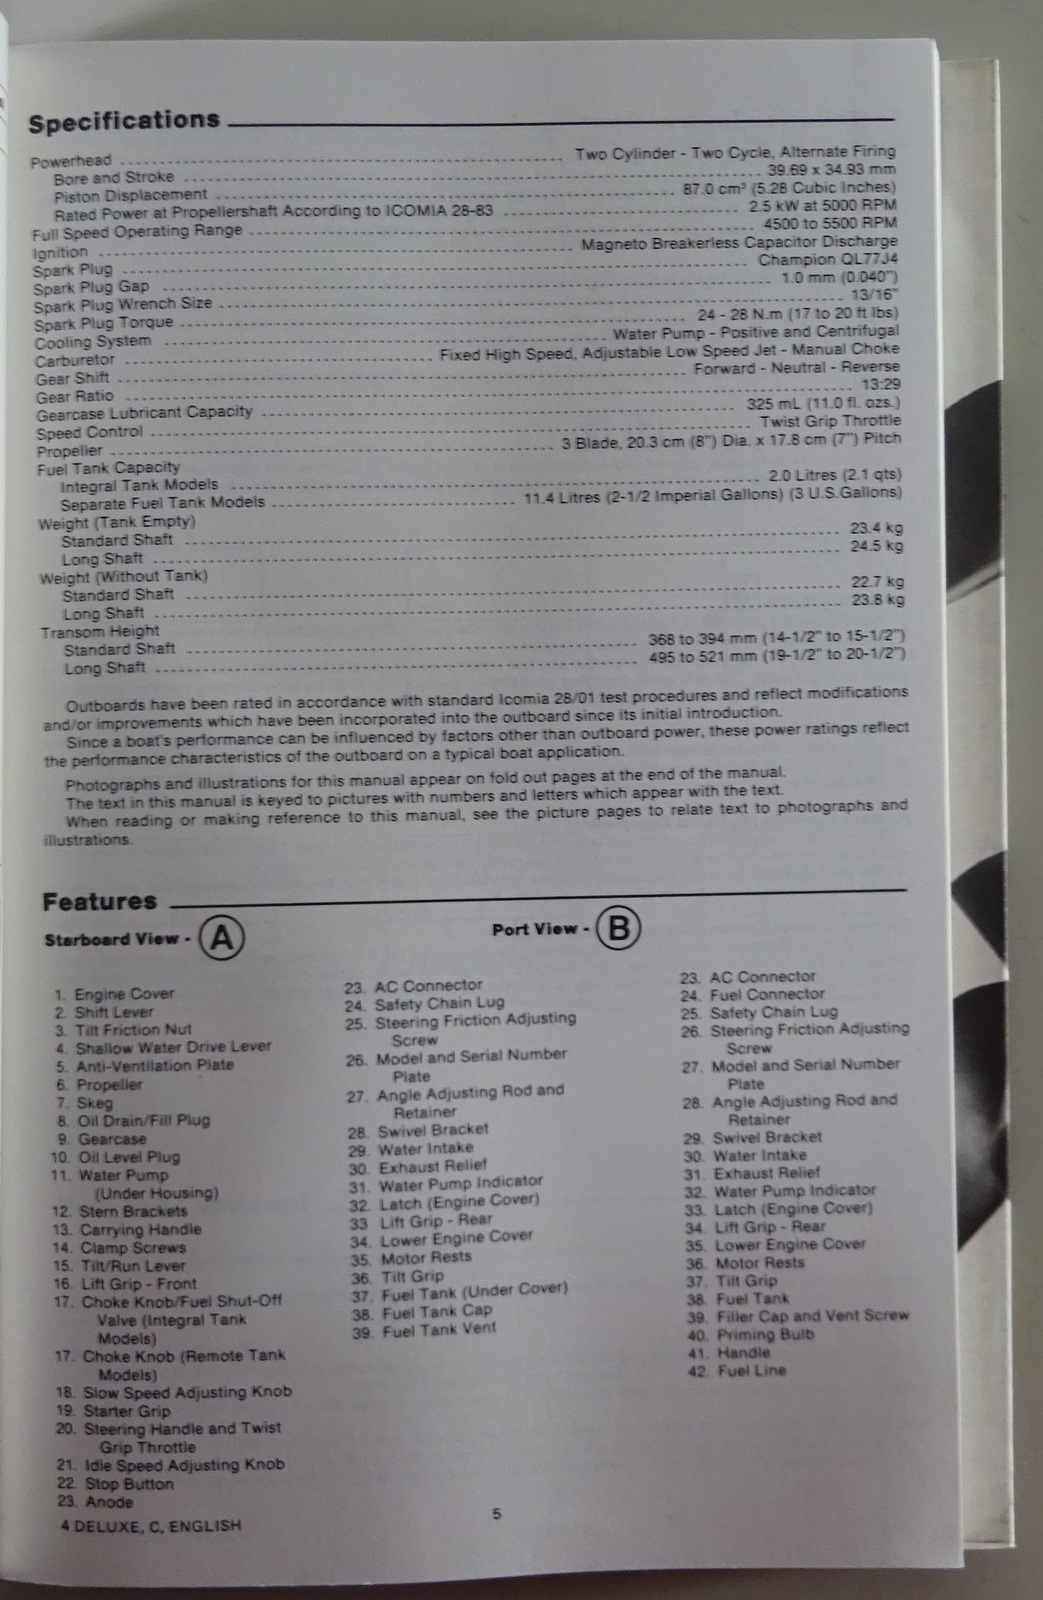 Specifications
Powerhead ........ Two Cylinder - Two Cycle, Alternate Firing
Bore and Stroke ........ 39.69 x 34.93 mm
Piston Displacement ........ 87.0 cm³ (5.28 Cubic Inches)
Rated Power at Propellershaft According to ICOMIA 28-83 ........ 2.5 kW at 5000 RPM
Full Speed Operating Range ........ 4500 to 5500 RPM
Ignition ........ Magneto Breakerless Capacitor Discharge
Spark Plug ........ Champion QL77J4
Spark Plug Gap ........ 1.0 mm (0.040")
Spark Plug Wrench Size ........ 13/16"
Spark Plug Torque ........ 24 - 28 N.m (17 to 20 ft lbs)
Cooling System ........ Water Pump - Positive and Centrifugal
Carburetor ........ Fixed High Speed, Adjustable Low Speed Jet - Manual Choke
Gear Shift ........ Forward - Neutral - Reverse
Gear Ratio ........ 13:29
Gearcase Lubricant Capacity ........ 325 mL (11.0 fl. ozs.)
Speed Control ........ Twist Grip Throttle
Propeller ........ 3 Blade, 20.3 cm (8") Dia. x 17.8 cm (7") Pitch
Fuel Tank Capacity
Integral Tank Models ........ 2.0 Litres (2.1 qts)
Separate Fuel Tank Models ........ 11.4 Litres (2-1/2 Imperial Gallons) (3 U.S.Gallons)
Weight (Tank Empty)
Standard Shaft ........ 23.4 kg
Long Shaft ........ 24.5 kg
Weight (Without Tank)
Standard Shaft ........ 22.7 kg
Long Shaft ........ 23.8 kg
Transom Height
Standard Shaft ........ 368 to 394 mm (14-1/2" to 15-1/2")
Long Shaft ........ 495 to 521 mm (19-1/2" to 20-1/2")
Outboards have been rated in accordance with standard Icomia 28/01 test procedures and reflect modifications
and/or improvements which have been incorporated into the outboard since its initial introduction.
Since a boat's performance can be influenced by factors other than outboard power, these power ratings reflect
the performance characteristics of the outboard on a typical boat application.
Photographs and illustrations for this manual appear on fold out pages at the end of the manual.
The text in this manual is keyed to pictures with numbers and letters which appear with the text.
When reading or making reference to this manual, see the picture pages to relate text to photographs and
illustrations.
Features
Starboard View - A
1. Engine Cover
2. Shift Lever
3. Tilt Friction Nut
4. Shallow Water Drive Lever
5. Anti-Ventilation Plate
6. Propeller
7. Skeg
8. Oil Drain/Fill Plug
9. Gearcase
10. Oil Level Plug
11. Water Pump
(Under Housing)
12. Stern Brackets
13. Carrying Handle
14. Clamp Screws
15. Tilt/Run Lever
16. Lift Grip - Front
17. Choke Knob/Fuel Shut-Off
Valve (Integral Tank
Models)
17. Choke Knob (Remote Tank
Models)
18. Slow Speed Adjusting Knob
19. Starter Grip
20. Steering Handle and Twist
Grip Throttle
21. Idle Speed Adjusting Knob
22. Stop Button
23. Anode
Port View - B
23. AC Connector
24. Safety Chain Lug
25. Steering Friction Adjusting
Screw
26. Model and Serial Number
Plate
27. Angle Adjusting Rod and
Retainer
28. Swivel Bracket
29. Water Intake
30. Exhaust Relief
31. Water Pump Indicator
32. Latch (Engine Cover)
33 Lift Grip - Rear
34. Lower Engine Cover
35. Motor Rests
36. Tilt Grip
37. Fuel Tank (Under Cover)
38. Fuel Tank Cap
39. Fuel Tank Vent
23. AC Connector
24. Fuel Connector
25. Safety Chain Lug
26. Steering Friction Adjusting
Screw
27. Model and Serial Number
Plate
28. Angle Adjusting Rod and
Retainer
29. Swivel Bracket
30. Water Intake
31. Exhaust Relief
32. Water Pump Indicator
33. Latch (Engine Cover)
34. Lift Grip - Rear
35. Lower Engine Cover
36. Motor Rests
37. Tilt Grip
38. Fuel Tank
39. Filler Cap and Vent Screw
40. Priming Bulb
41. Handle
42. Fuel Line
5
4 DELUXE, C, ENGLISH